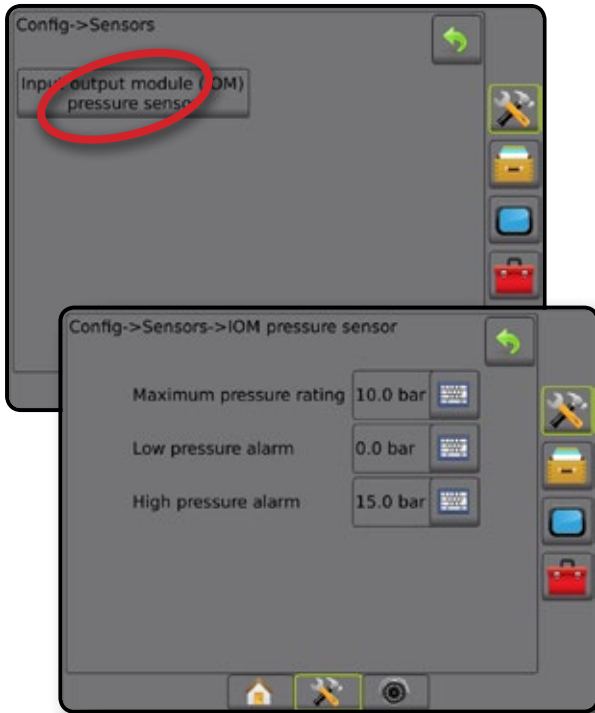 Config->Sensors
Input output module (IOM)
pressure sensor
Config->Sensors->IOM pressure sensor
Maximum pressure rating 10.0 bar
Low pressure alarm 0.0 bar
High pressure alarm 15.0 bar